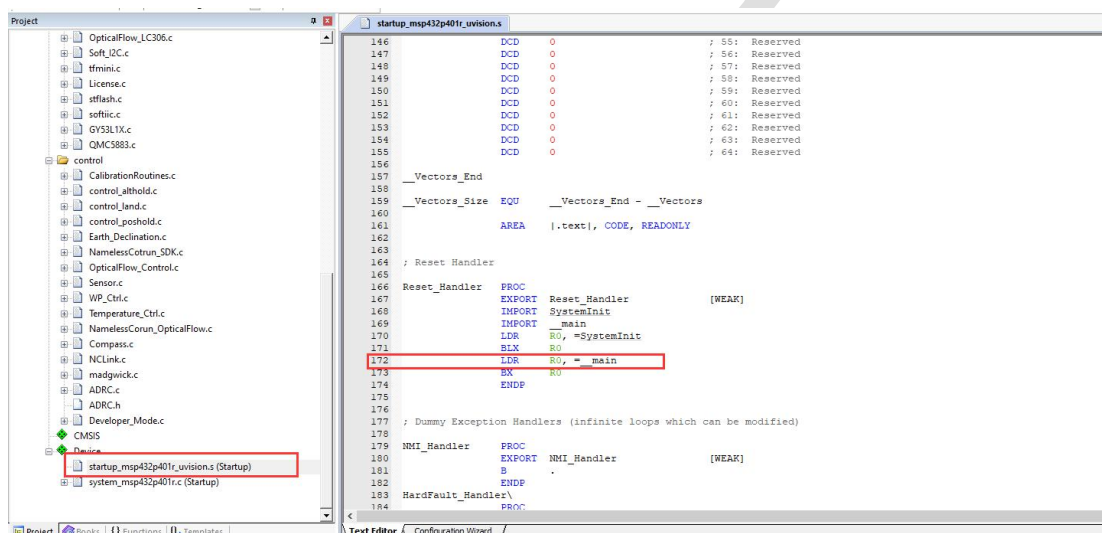 Project
OpticalFlow_LC306.c
Soft_I2C.c
tfmini.c
License.c
stflash.c
softiic.c
GY53L1X.c
QMC5883.c
control
CalibrationRoutines.c
control_althold.c
control_land.c
control_poshold.c
Earth_Declination.c
NamelessCotrun_SDK.c
OpticalFlow_Control.c
Sensor.c
WP_Ctrl.c
Temperature_Ctrl.c
NamelessCorun_OpticalFlow.c
Compass.c
NCLink.c
madgwick.c
ADRC.c
ADRC.h
Developer_Mode.c
CMSIS
Device
startup_msp432p401r_uvision.s (Startup)
system_msp432p401r.c (Startup)
Project Books {} Functions Templates
startup_msp432p401r_uvision.s
146 DCD 0 ; 55: Reserved
147 DCD 0 ; 56: Reserved
148 DCD 0 ; 57: Reserved
149 DCD 0 ; 58: Reserved
150 DCD 0 ; 59: Reserved
151 DCD 0 ; 60: Reserved
152 DCD 0 ; 61: Reserved
153 DCD 0 ; 62: Reserved
154 DCD 0 ; 63: Reserved
155 DCD 0 ; 64: Reserved
156
157 __Vectors_End
158
159 __Vectors_Size EQU __Vectors_End - __Vectors
160
161 AREA |.text|, CODE, READONLY
162
163
164 ; Reset Handler
165
166 Reset_Handler PROC
167 EXPORT Reset_Handler [WEAK]
168 IMPORT SystemInit
169 IMPORT __main
170 LDR R0, =SystemInit
171 BLX R0
172 LDR R0, =__main
173 BX R0
174 ENDP
175
176
177 ; Dummy Exception Handlers (infinite loops which can be modified)
178
179 NMI_Handler PROC
180 EXPORT NMI_Handler [WEAK]
181 B .
182 ENDP
183 HardFault_Handler\
184 PROC
Text Editor Configuration Wizard